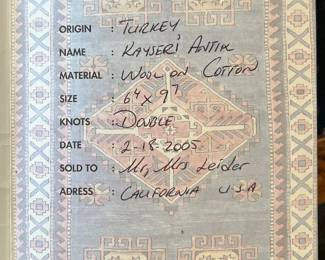 ORIGIN : TURKEY
NAME : KAYSERİ ANTIK
MATERIAL : WOOL ON COTTON
SIZE : 6'4 x 9'7
KNOTS : DOUBLE
DATE : 2-18-2005
SOLD TO : Mr, Mrs Leider
ADRESS : CALIFORNIA U.S.A